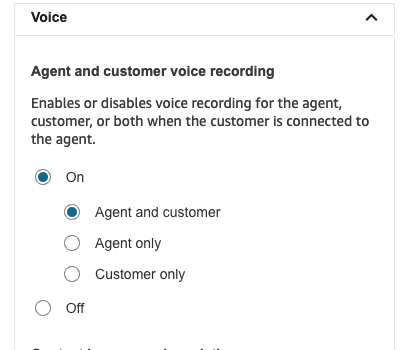 Voice
Agent and customer voice recording
Enables or disables voice recording for the agent,
customer, or both when the customer is connected to
the agent.
On
Agent and customer
Agent only
Customer only
Off